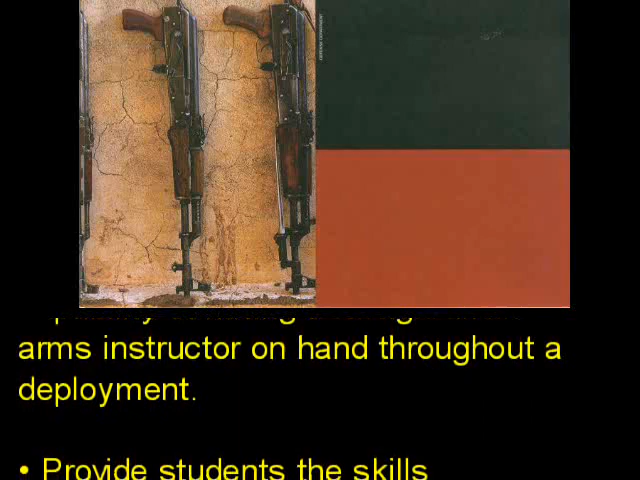 arms instructor on hand throughout a
deployment.
• Provide students the skills